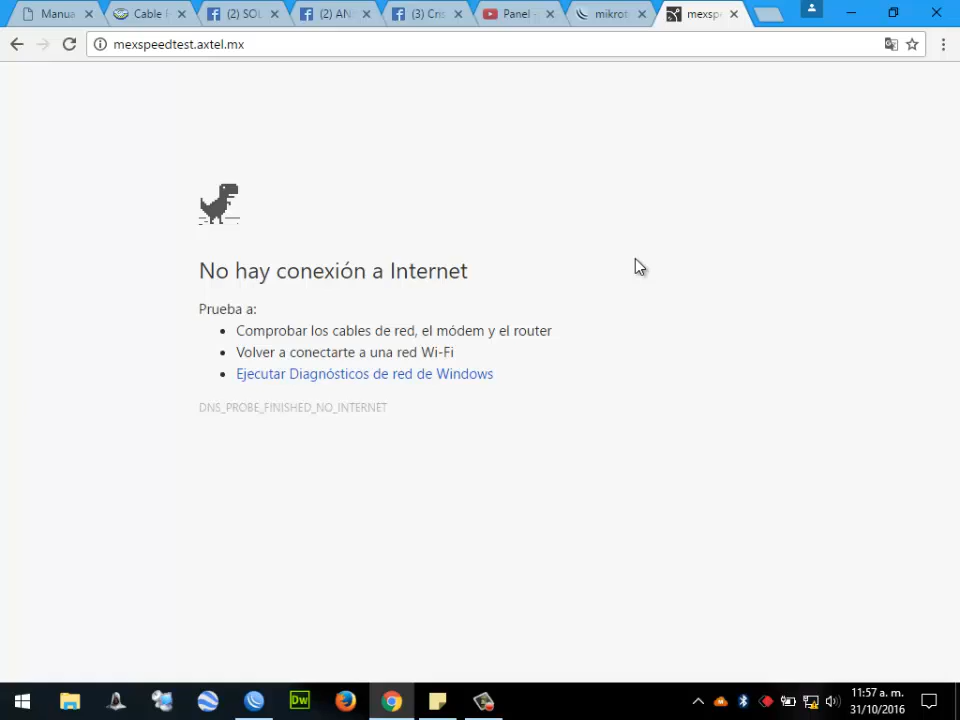 Manua
Cable
(2) SOL
(2) AN
(3) Cris
Panel -
mikrot
mexsp
mexspeedtest.axtel.mx
No hay conexión a Internet
Prueba a:
Comprobar los cables de red, el módem y el router
Volver a conectarte a una red Wi-Fi
Ejecutar Diagnósticos de red de Windows
DNS_PROBE_FINISHED_NO_INTERNET
Dw
11:57 a. m.
31/10/2016